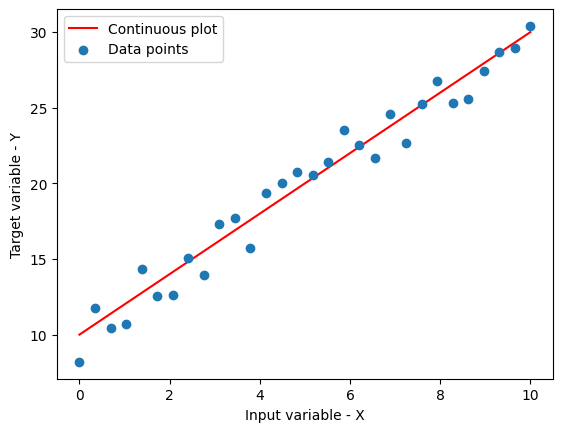 Continuous plot
Data points
30
25
20
15
10
Target variable - Y
0 2 4 6 8 10
Input variable - X